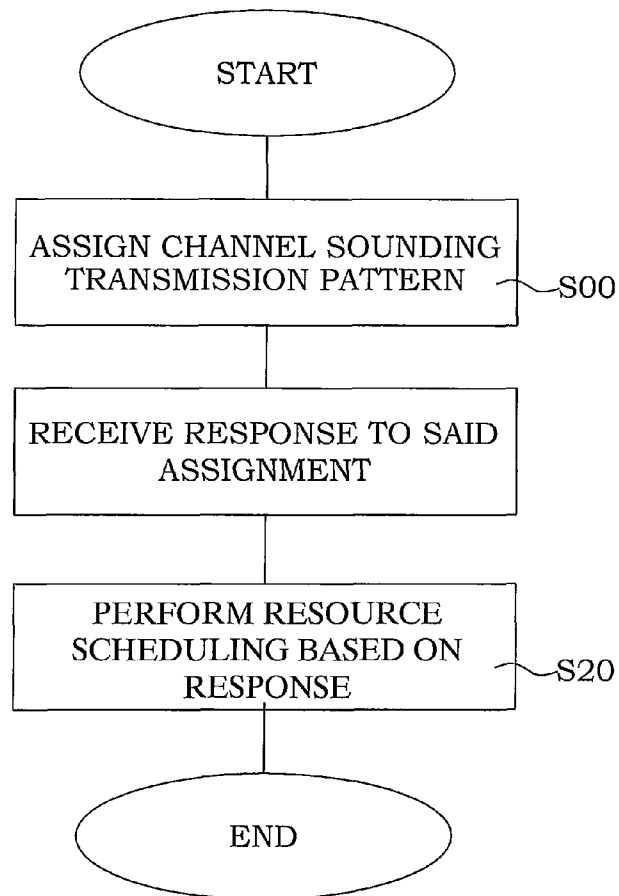 START
ASSIGN CHANNEL SOUNDING
TRANSMISSION PATTERN
S00
RECEIVE RESPONSE TO SAID
ASSIGNMENT
PERFORM RESOURCE
SCHEDULING BASED ON
RESPONSE
S20
END